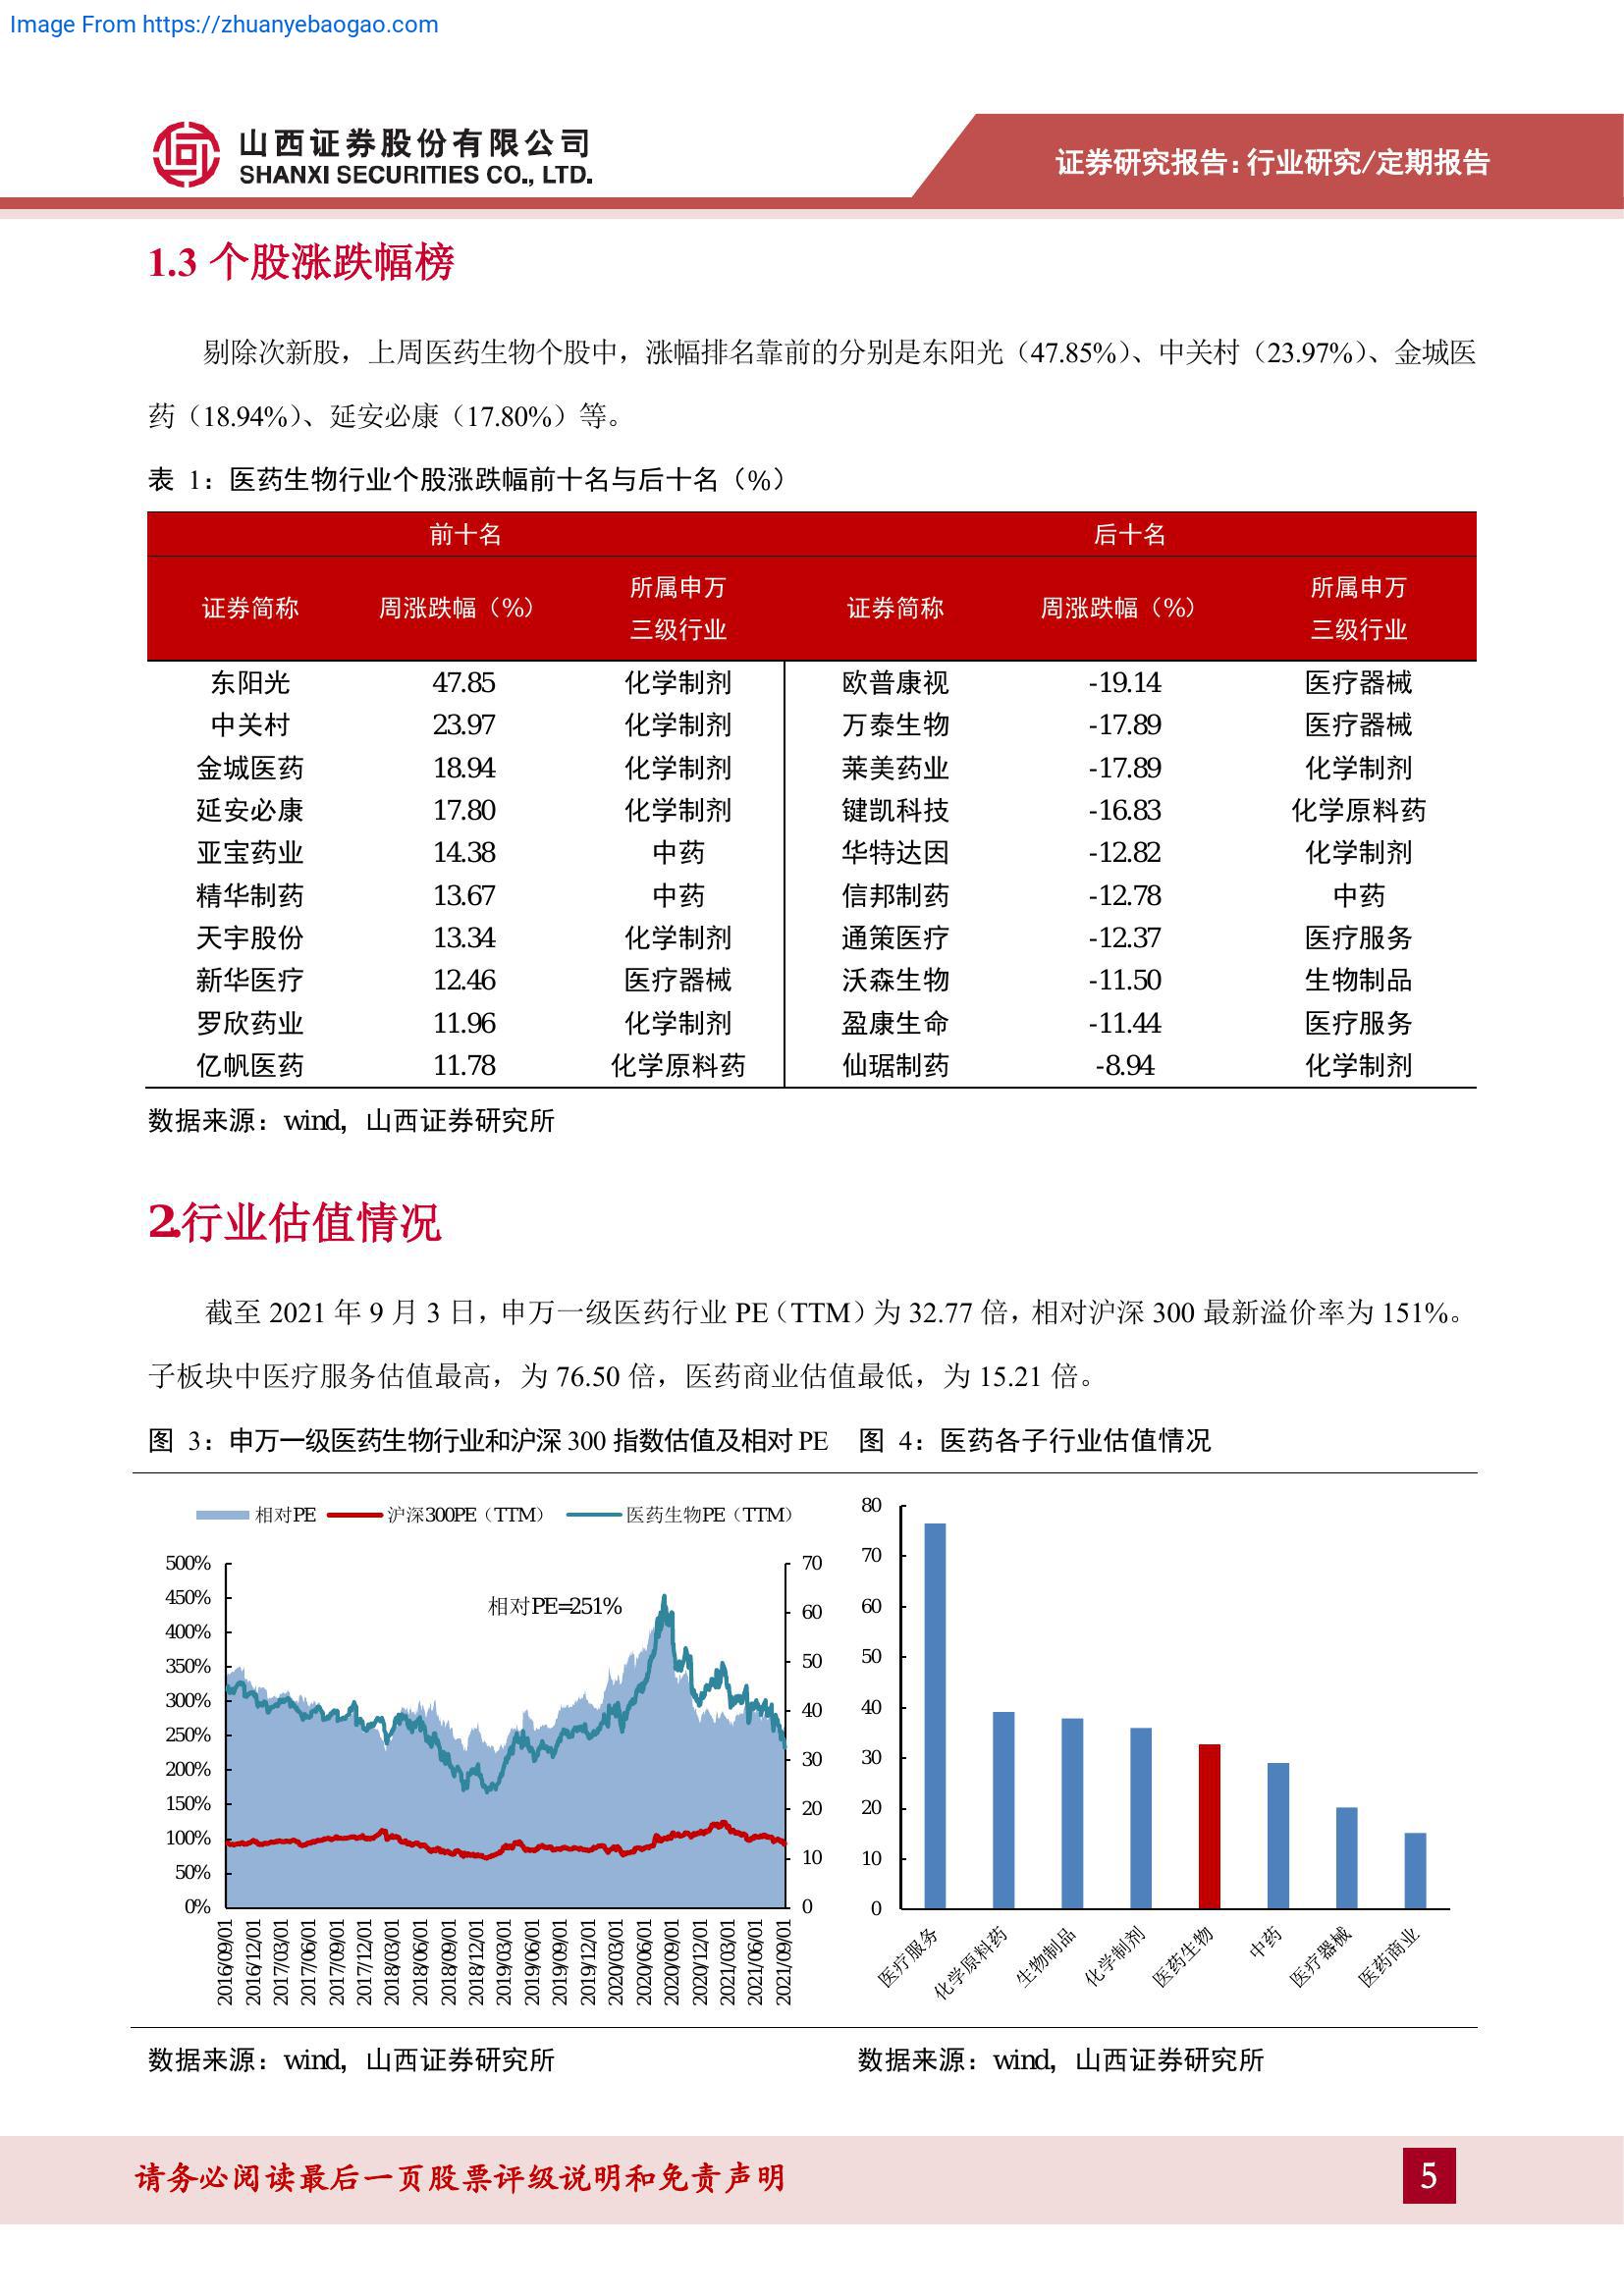 Image From https://zhuanyebaogao.com
山西证券股份有限公司
SHANXI SECURITIES CO., LTD.
证券研究报告：行业研究/定期报告
1.3 个股涨跌幅榜
剔除次新股，上周医药生物个股中，涨幅排名靠前的分别是东阳光（47.85%）、中关村（23.97%）、金城医
药（18.94%）、延安必康（17.80%）等。
表 1：医药生物行业个股涨跌幅前十名与后十名（%）
前十名 后十名
证券简称 周涨跌幅（%） 所属申万 三级行业 证券简称 周涨跌幅（%） 所属申万 三级行业
东阳光 47.85 化学制剂 欧普康视 -19.14 医疗器械
中关村 23.97 化学制剂 万泰生物 -17.89 医疗器械
金城医药 18.94 化学制剂 莱美药业 -17.89 化学制剂
延安必康 17.80 化学制剂 键凯科技 -16.83 化学原料药
亚宝药业 14.38 中药 华特达因 -12.82 化学制剂
精华制药 13.67 中药 信邦制药 -12.78 中药
天宇股份 13.34 化学制剂 通策医疗 -12.37 医疗服务
新华医疗 12.46 医疗器械 沃森生物 -11.50 生物制品
罗欣药业 11.96 化学制剂 盈康生命 -11.44 医疗服务
亿帆医药 11.78 化学原料药 仙琚制药 -8.94 化学制剂
数据来源：wind，山西证券研究所
2.行业估值情况
截至 2021 年 9 月 3 日，申万一级医药行业 PE（TTM）为 32.77 倍，相对沪深 300 最新溢价率为 151%。
子板块中医疗服务估值最高，为 76.50 倍，医药商业估值最低，为 15.21 倍。
图 3：申万一级医药生物行业和沪深 300 指数估值及相对 PE
相对PE 沪深300PE（TTM） 医药生物PE（TTM）
相对PE=251%
500%
450%
400%
350%
300%
250%
200%
150%
100%
50%
0%
70
60
50
40
30
20
10
0
2016/09/01
2016/12/01
2017/03/01
2017/06/01
2017/09/01
2017/12/01
2018/03/01
2018/06/01
2018/09/01
2018/12/01
2019/03/01
2019/06/01
2019/09/01
2019/12/01
2020/03/01
2020/06/01
2020/09/01
2020/12/01
2021/03/01
2021/06/01
2021/09/01
数据来源：wind，山西证券研究所
图 4：医药各子行业估值情况
80
70
60
50
40
30
20
10
0
医疗服务
化学原料药
生物制品
化学制剂
医药生物
中药
医疗器械
医药商业
数据来源：wind，山西证券研究所
请务必阅读最后一页股票评级说明和免责声明
5